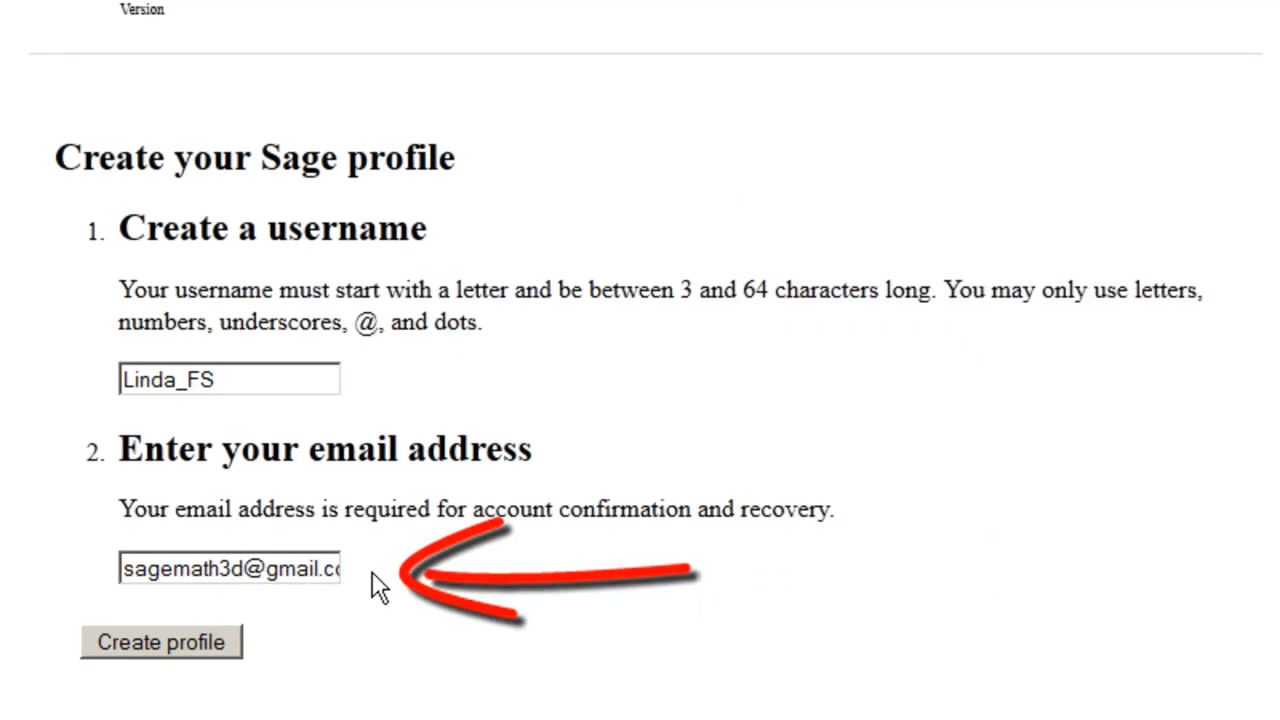 Version
Create your Sage profile
1. Create a username
Your username must start with a letter and be between 3 and 64 characters long. You may only use letters,
numbers, underscores, @, and dots.
Linda_FS
2. Enter your email address
Your email address is required for account confirmation and recovery.
sagemath3d@gmail.co
Create profile